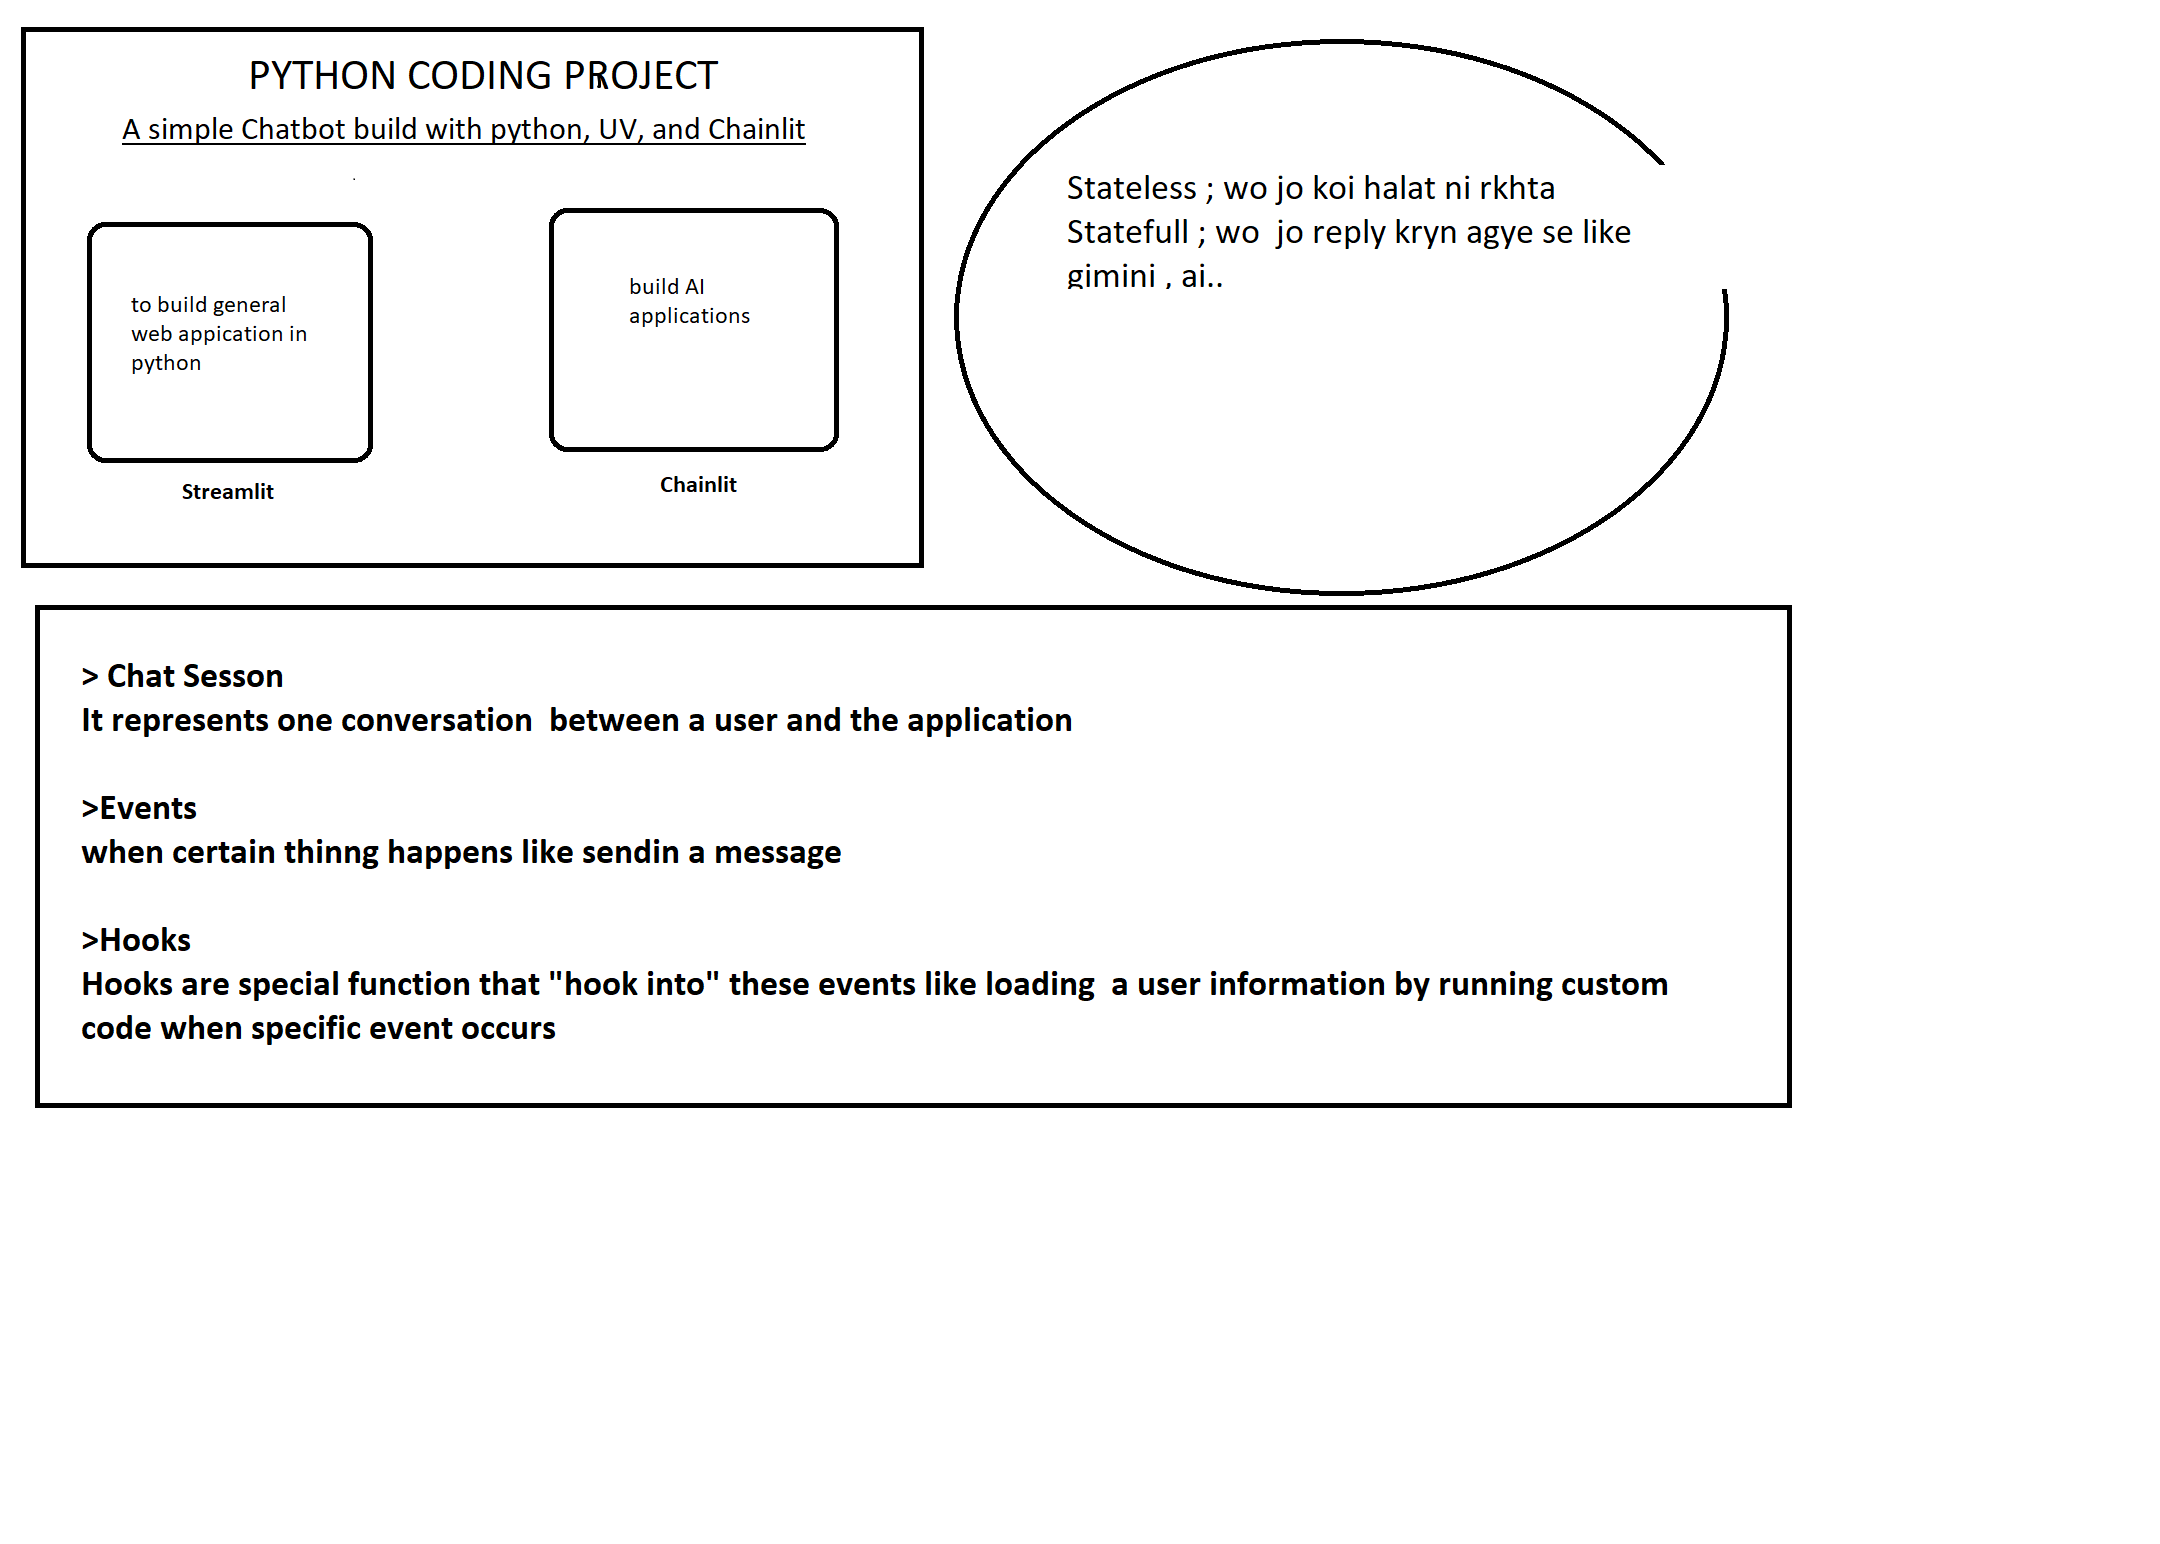 PYTHON CODING PROJECT
A simple Chatbot build with python, UV, and Chainlit
to build general
web appication in
python
Streamlit
build AI
applications
Chainlit
Stateless ; wo jo koi halat ni rkhta
Statefull ; wo  jo reply kryn agye se like
gimini , ai..
> Chat Sesson
It represents one conversation  between a user and the application
>Events
when certain thinng happens like sendin a message
>Hooks
Hooks are special function that "hook into" these events like loading  a user information by running custom
code when specific event occurs